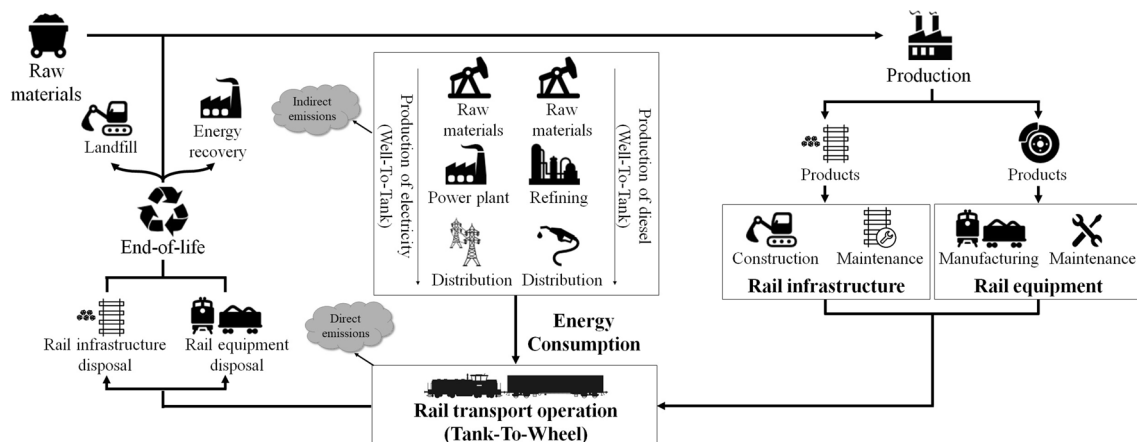 Raw
materials
Landfill
Energy
recovery
End-of-life
Rail infrastructure
disposal
Rail equipment
disposal
Indirect
emissions
Production of electricity
(Well-To-Tank)
Raw
materials
Power plant
Distribution
Raw
materials
Refining
Distribution
Production of diesel
(Well-To-Tank)
Energy
Consumption
Direct
emissions
Rail transport operation
(Tank-To-Wheel)
Production
Products
Products
Construction
Maintenance
Rail infrastructure
Manufacturing
Maintenance
Rail equipment